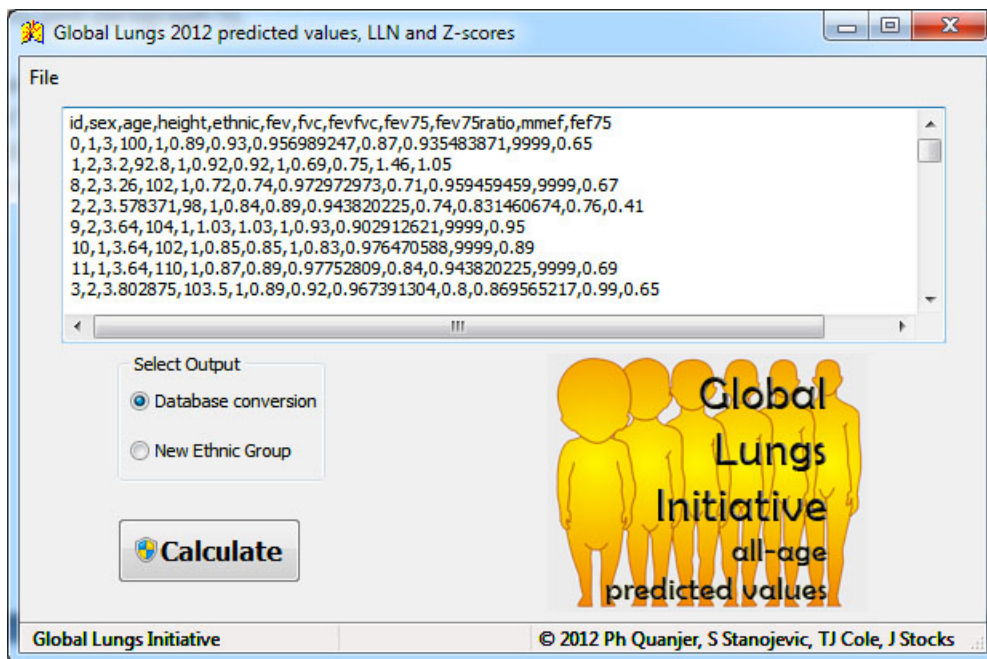 Global Lungs 2012 predicted values, LLN and Z-scores
File
id,sex,age,height,ethnic,fev,fvc,fevfvc,fev75,fev75ratio,mmef,fef75
0,1,3,100,1,0.89,0.93,0.956989247,0.87,0.935483871,9999,0.65
1,2,3.2,92.8,1,0.92,0.92,1,0.69,0.75,1.46,1.05
8,2,3.26,102,1,0.72,0.74,0.972972973,0.71,0.959459459,9999,0.67
2,2,3.578371,98,1,0.84,0.89,0.943820225,0.74,0.831460674,0.76,0.41
9,2,3.64,104,1,1.03,1.03,1,0.93,0.902912621,9999,0.95
10,1,3.64,102,1,0.85,0.85,1,0.83,0.976470588,9999,0.89
11,1,3.64,110,1,0.87,0.89,0.97752809,0.84,0.943820225,9999,0.69
3,2,3.802875,103.5,1,0.89,0.92,0.967391304,0.8,0.869565217,0.99,0.65
Select Output
Database conversion
New Ethnic Group
Calculate
Global
Lungs
Initiative
all-age
predicted values
Global Lungs Initiative
© 2012 Ph Quanjer, S Stanojevic, TJ Cole, J Stocks